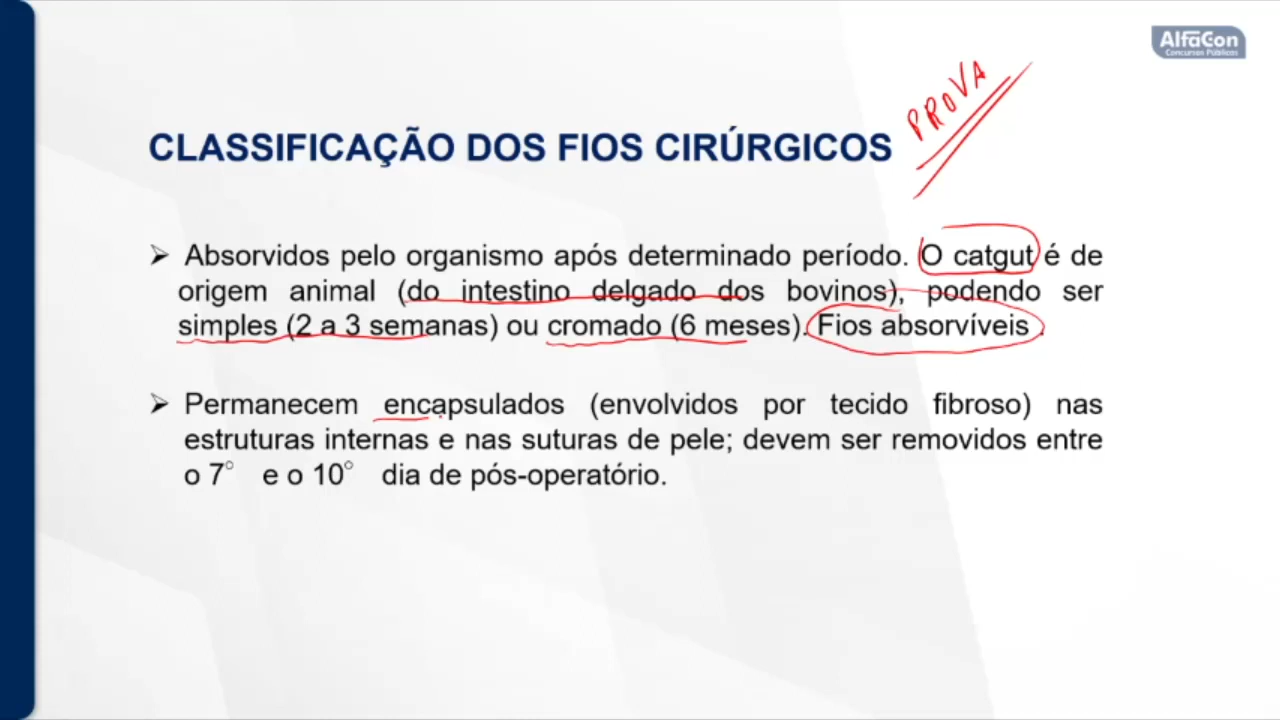 AlfaCon
Concursos Públicos
PROVA
CLASSIFICAÇÃO DOS FIOS CIRÚRGICOS
➢ Absorvidos pelo organismo após determinado período. O catgut é de
origem animal (do intestino delgado dos bovinos), podendo ser
simples (2 a 3 semanas) ou cromado (6 meses). Fios absorvíveis.
➢ Permanecem encapsulados (envolvidos por tecido fibroso) nas
estruturas internas e nas suturas de pele; devem ser removidos entre
o 7° e o 10° dia de pós-operatório.